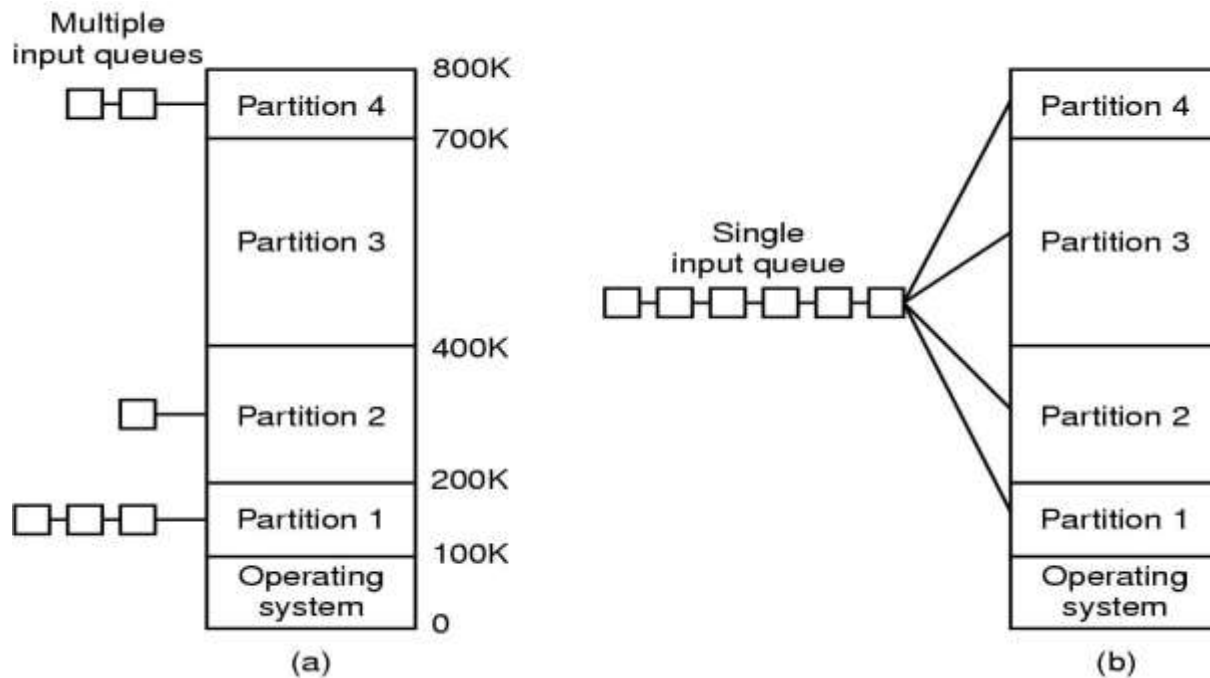 Multiple
input queues
800K
Partition 4
700K
Partition 3
400K
Partition 2
200K
Partition 1
100K
Operating
system
0
(a)
Single
input queue
Partition 4
Partition 3
Partition 2
Partition 1
Operating
system
(b)